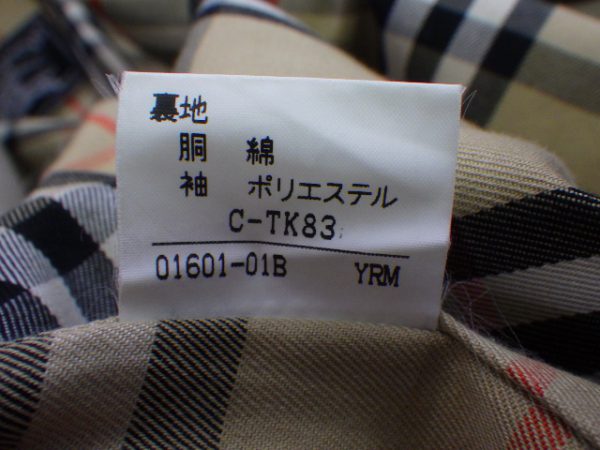 裏地
胴 綿
袖 ポリエステル
C-TK83
01601-01B YRM